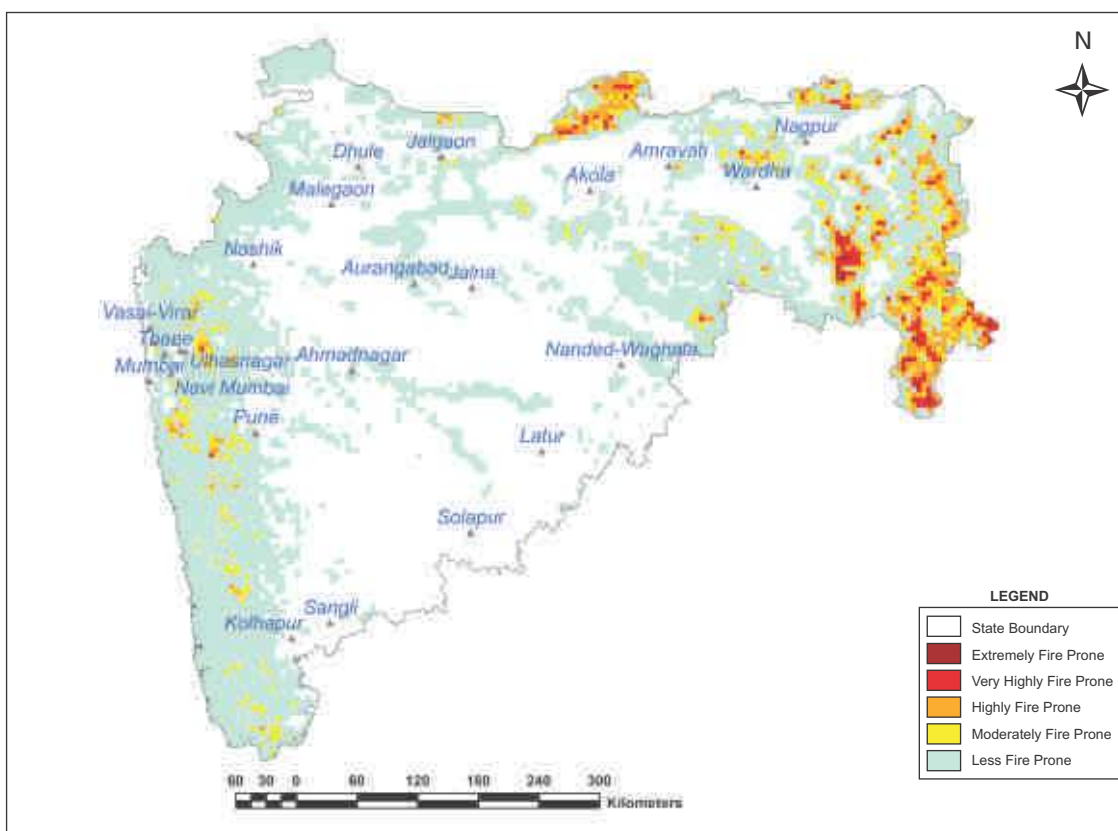 N
Nagpur
Jalgaon
Amravati
Dhule
Akola
Wardha
Malegaon
Nashik
Aurangabad
Jalna
Vasai-Virar
Thane
Ulhasnagar
Ahmadnagar
Nanded-Waghala
Mumbai
Navi Mumbai
Pune
Latur
Solapur
Sangli
Kolhapur
LEGEND
State Boundary
Extremely Fire Prone
Very Highly Fire Prone
Highly Fire Prone
Moderately Fire Prone
Less Fire Prone
60 30 0 60 120 180 240 300
Kilometers